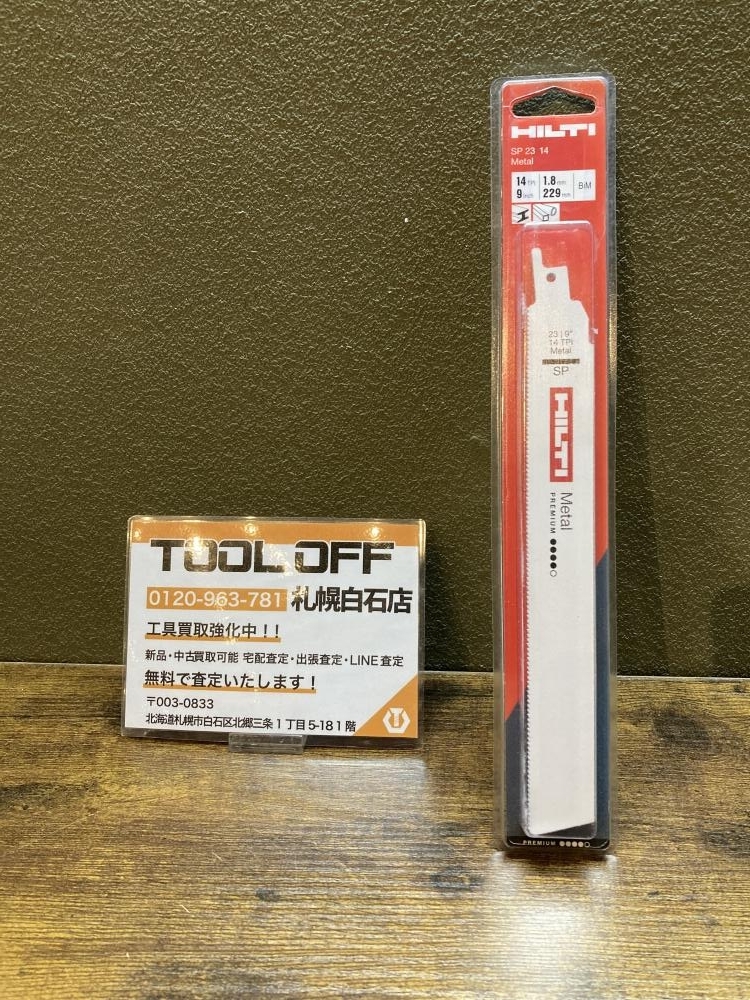 TOOL OFF
0120-963-781 札幌白石店
工具買取強化中！！
新品・中古買取可能 宅配査定・出張査定・LINE査定
無料で査定いたします！
〒003-0833
北海道札幌市白石区北郷三条1丁目5-18 1階
HILTI
SP 23 14
Metal
14 TPI 1.8 mm BiM
9 inch 229 mm
23 | 9"
14 TPI
Metal
SP
HILTI
Metal
PREMIUM
PREMIUM